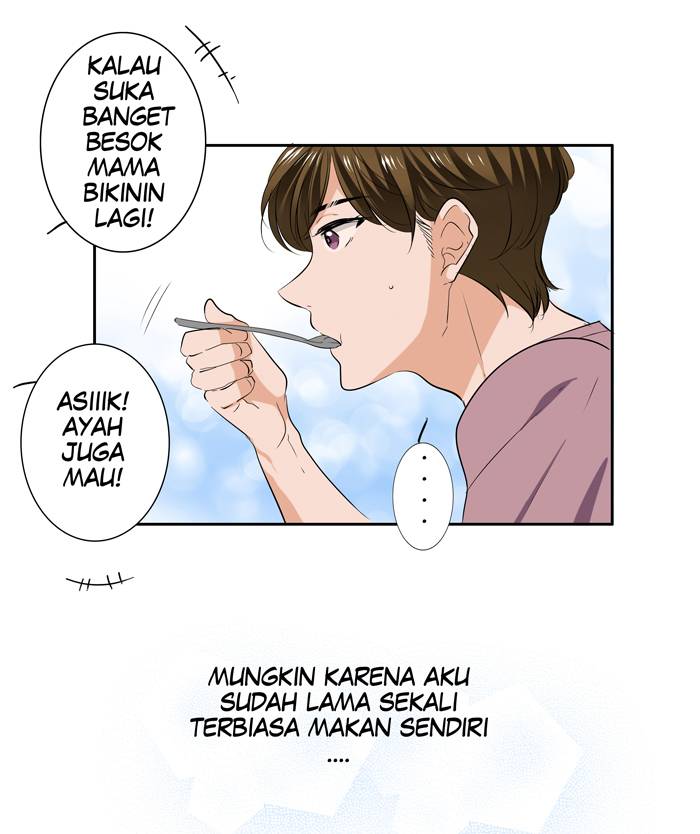 KALAU
SUKA
BANGET
BESOK
MAMA
BIKININ
LAGI!
ASIIIK!
AYAH
JUGA
MAU!
....
MUNGKIN KARENA AKU
SUDAH LAMA SEKALI
TERBIASA MAKAN SENDIRI
....